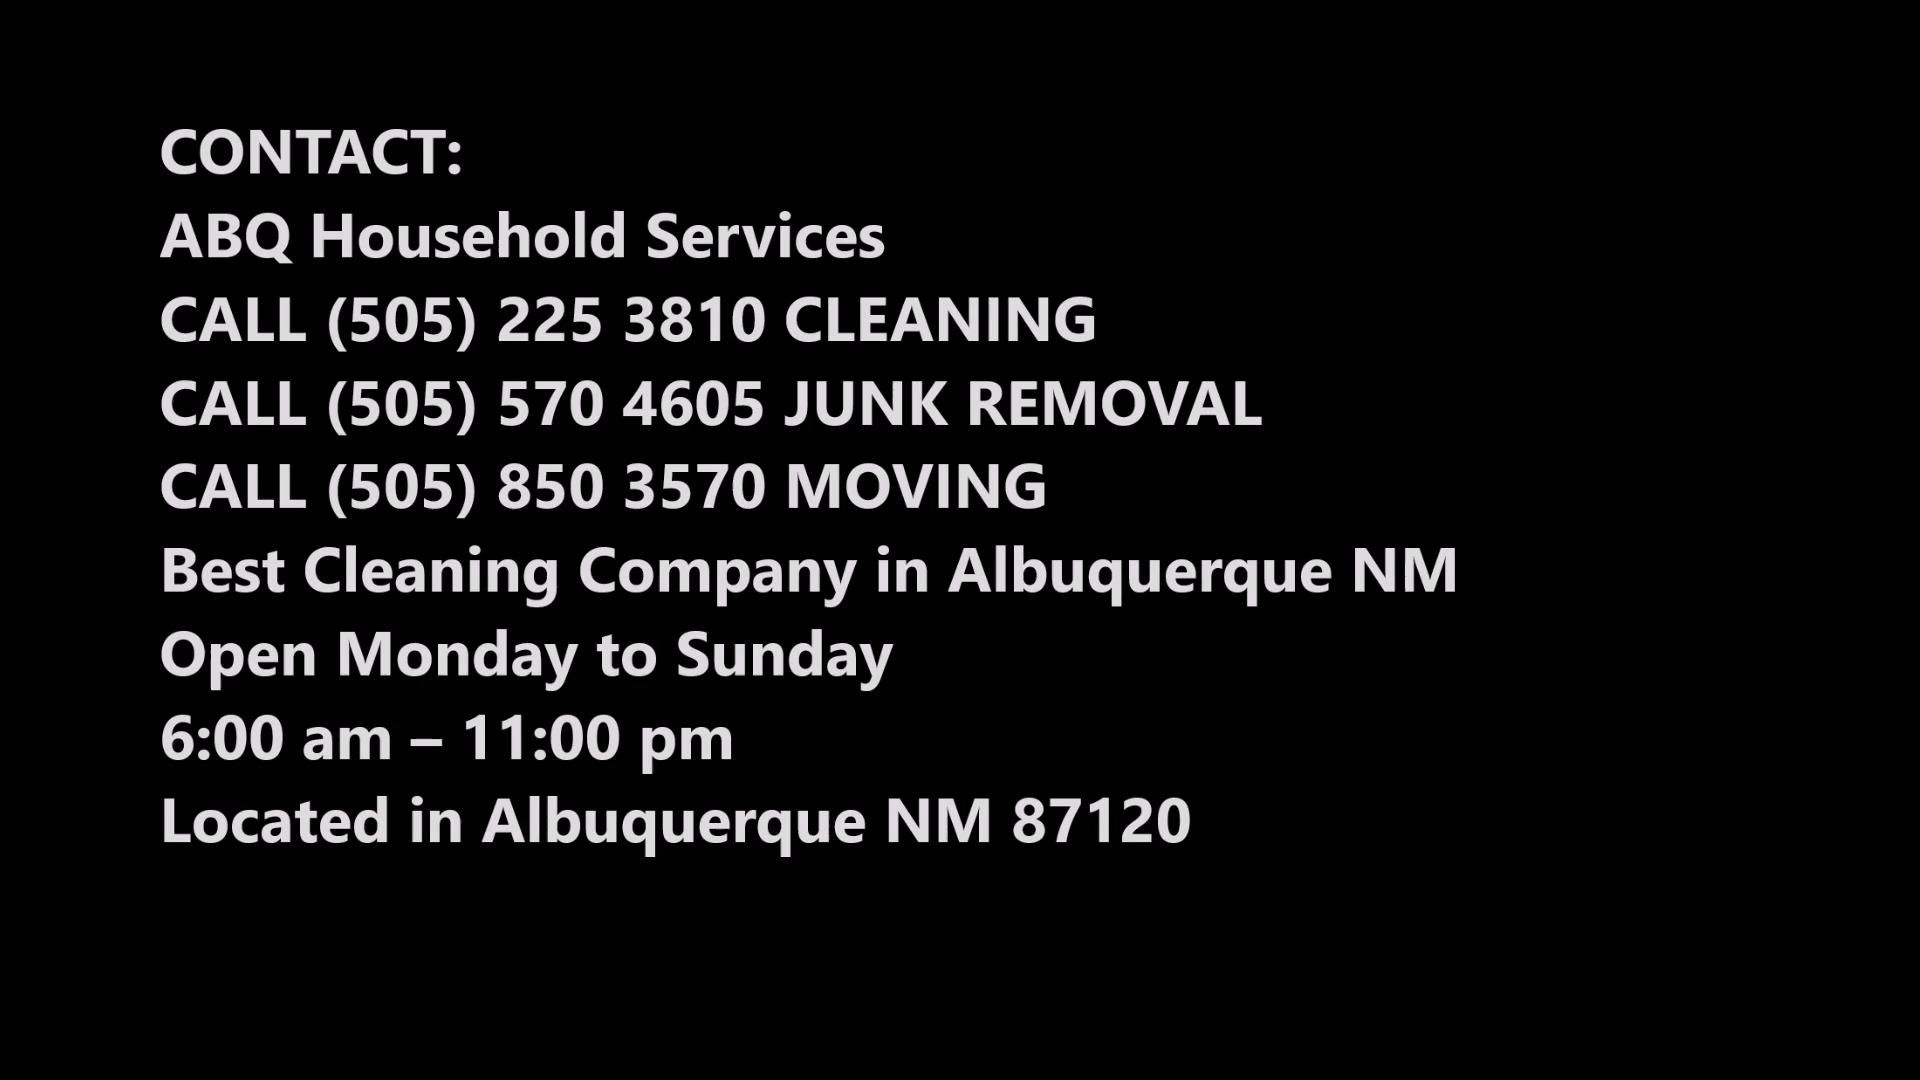 CONTACT:
ABQ Household Services
CALL (505) 225 3810 CLEANING
CALL (505) 570 4605 JUNK REMOVAL
CALL (505) 850 3570 MOVING
Best Cleaning Company in Albuquerque NM
Open Monday to Sunday
6:00 am – 11:00 pm
Located in Albuquerque NM 87120